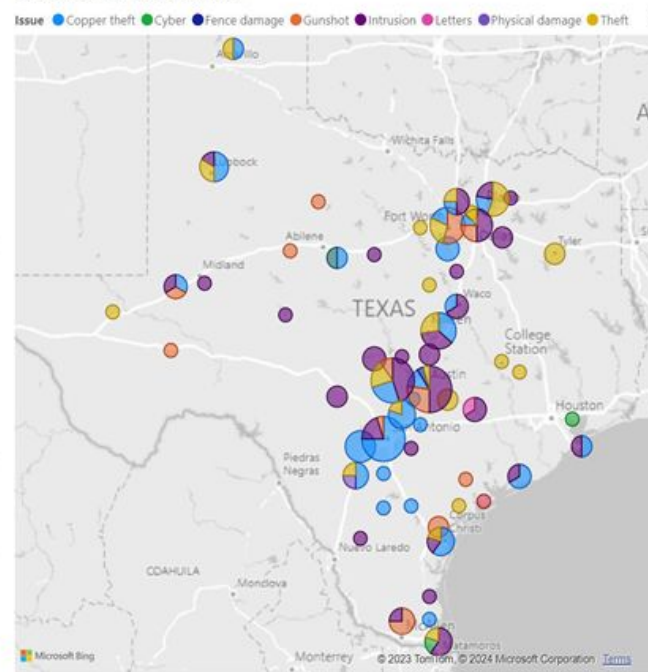 Issue Copper theft Cyber Fence damage Gunshot Intrusion Letters Physical damage Theft
Wichita Falls
Fort Wor
Abilene
Tyler
Midland
TEXAS
Waco
College
Station
Houston
Piedras
Negras
Corpus
Christi
Nuevo Laredo
COAHUILA
Monclova
Matamoros
Monterrey
Microsoft Bing
© 2023 TomTom, © 2024 Microsoft Corporation Terms